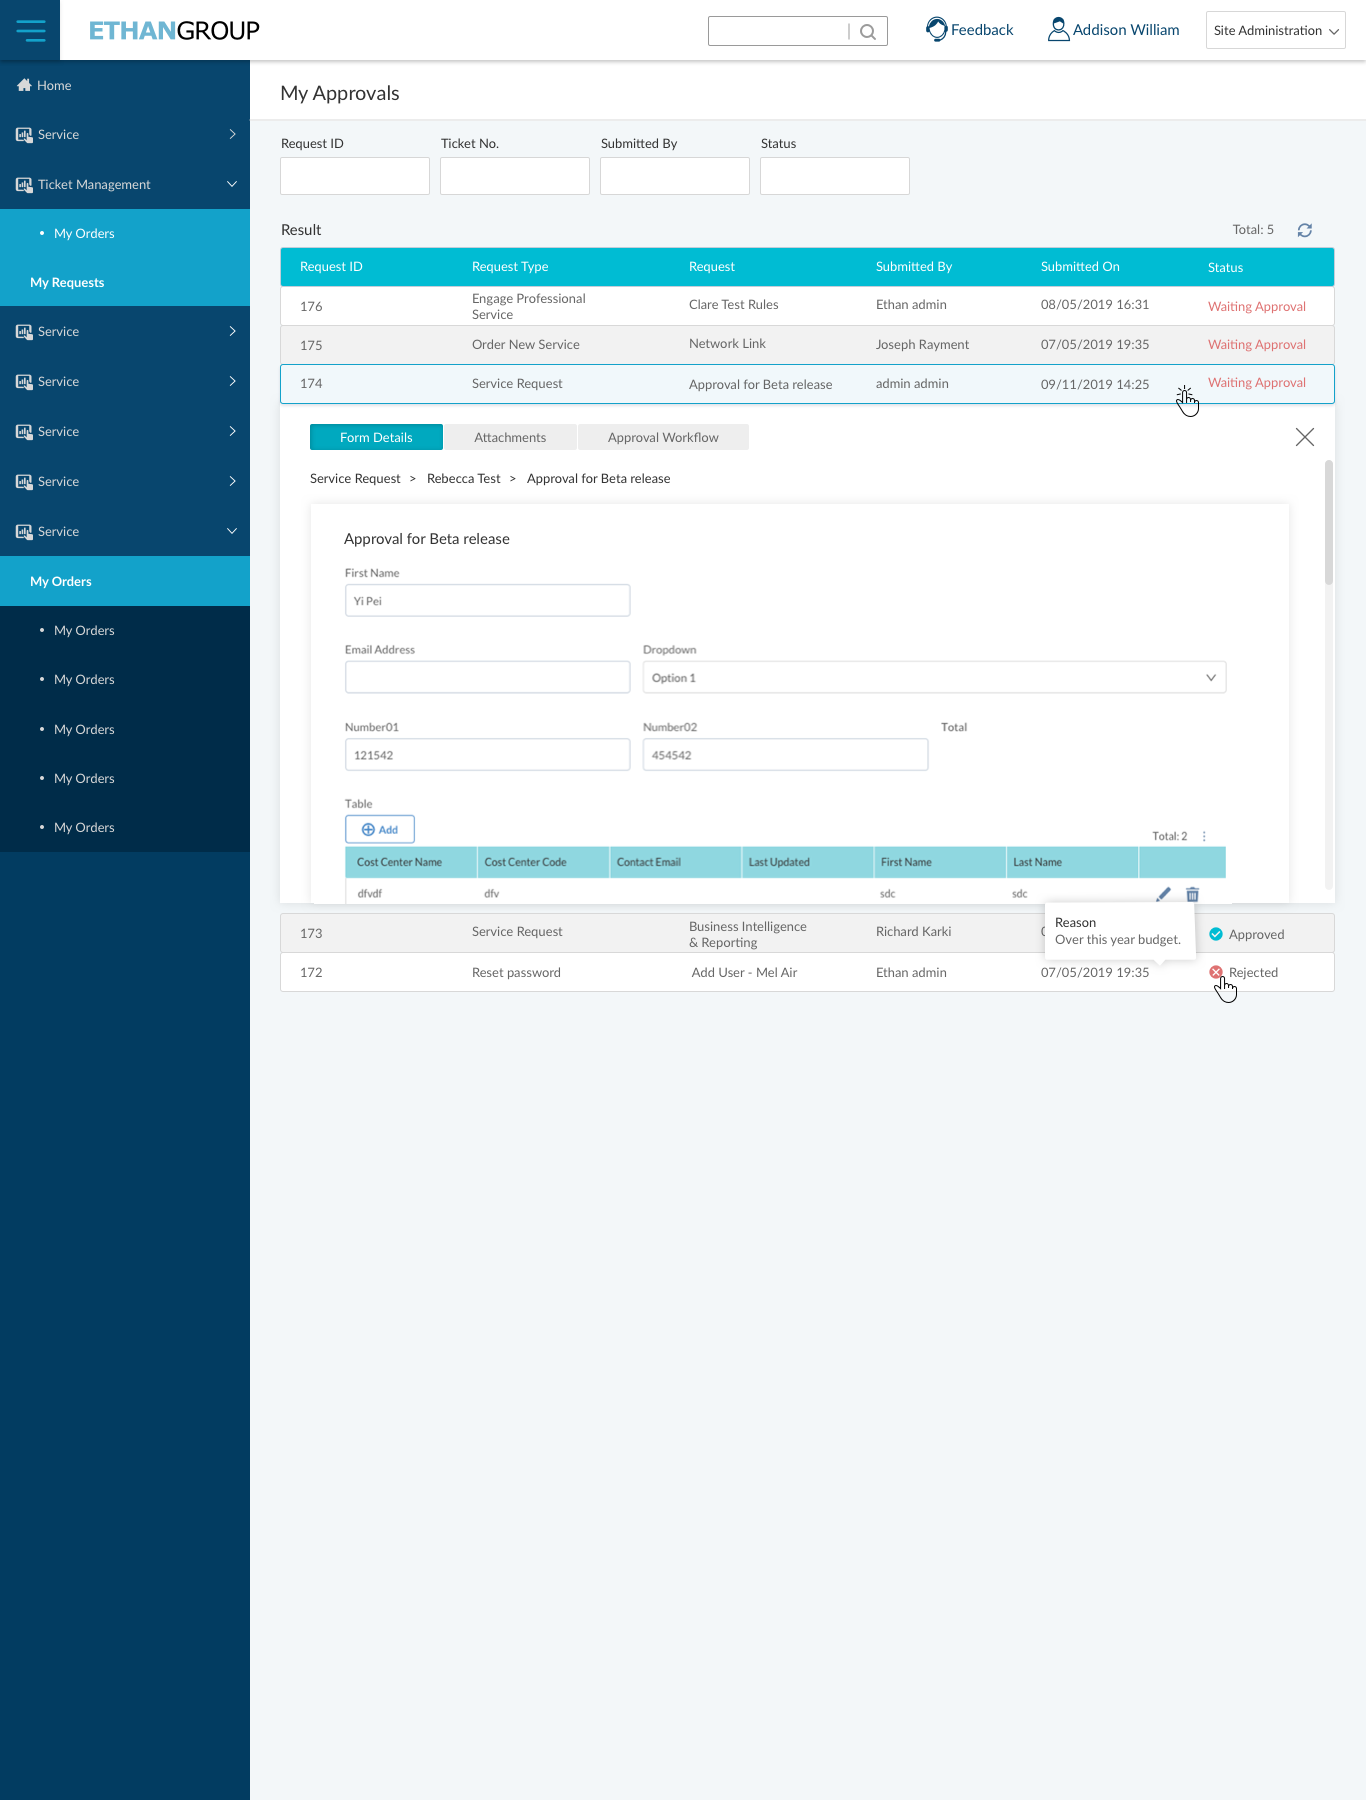 ETHANGROUP
Feedback
Addison William
Site Administration
Home
Service
Ticket Management
My Orders
My Requests
Service
Service
Service
Service
Service
My Orders
My Orders
My Orders
My Orders
My Orders
My Orders
My Approvals
Request ID Ticket No. Submitted By Status
Result Total: 5
Request ID Request Type Request Submitted By Submitted On Status
176 Engage Professional Service Clare Test Rules Ethan admin 08/05/2019 16:31 Waiting Approval
175 Order New Service Network Link Joseph Rayment 07/05/2019 19:35 Waiting Approval
174 Service Request Approval for Beta release admin admin 09/11/2019 14:25 Waiting Approval
Form Details Attachments Approval Workflow
Service Request > Rebecca Test > Approval for Beta release
Approval for Beta release
First Name
Yi Pei
Email Address Dropdown
Option 1
Number01 Number02 Total
121542 454542
Table
Add
Total: 2
Cost Center Name Cost Center Code Contact Email Last Updated First Name Last Name
dfvdf dfv sdc sdc
Reason
Over this year budget.
173 Service Request Business Intelligence & Reporting Richard Karki Approved
172 Reset password Add User - Mel Air Ethan admin 07/05/2019 19:35 Rejected